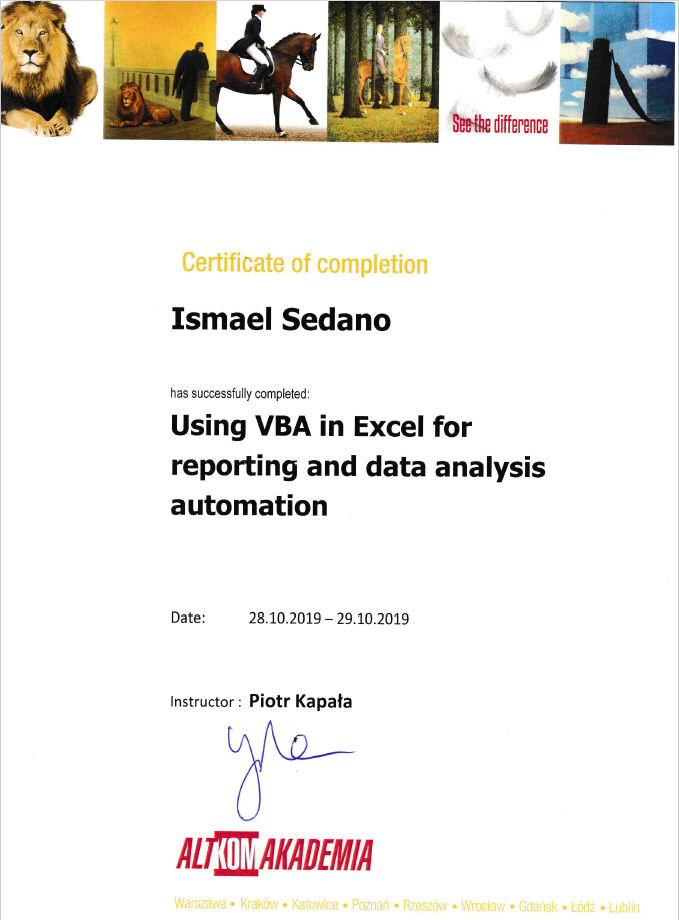 See the difference
Certificate of completion
Ismael Sedano
has successfully completed:
Using VBA in Excel for
reporting and data analysis
automation
Date: 28.10.2019 – 29.10.2019
Instructor : Piotr Kapała
ALTKOM AKADEMIA
Warszawa • Kraków • Katowice • Poznań • Rzeszów • Wrocław • Gdańsk • Łódź • Lublin